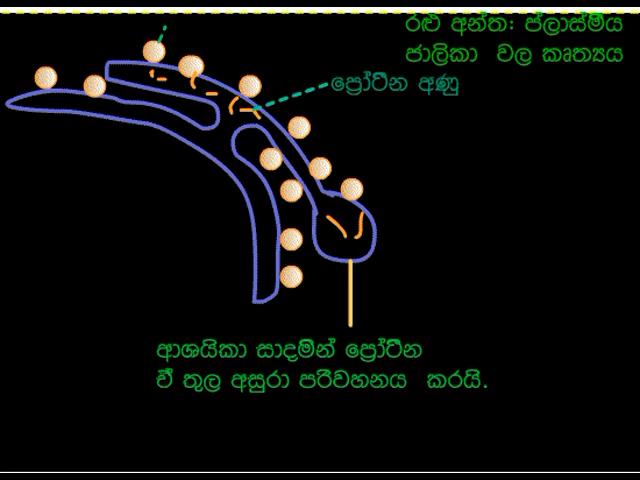 රළු අන්ත: ප්ලාස්මීය
ජාලිකා වල කෘත්‍යය
ප්‍රෝටීන අණු
ආශයිකා සාදමින් ප්‍රෝටීන
ඒ තුල අසුරා පරිවහනය කරයි.